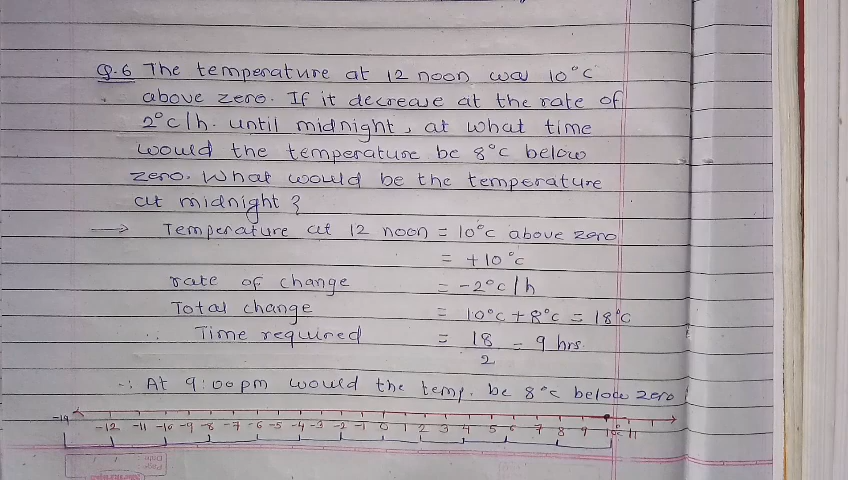 Q.6 The temperature at 12 noon was 10°C
above zero. If it decrease at the rate of
2°c/h. until midnight, at what time
would the temperature be 8°C below
zero. What would be the temperature
at midnight?
→ Temperature at 12 noon = 10°c above zero
= +10°c
rate of change = -2°c/h
Total change = 10°C + 8°C = 18°C
∴ Time required = 18/2 = 9 hrs.
∴ At 9:00pm would the temp. be 8°c below zero
-14 -12 -11 -10 -9 -8 -7 -6 -5 -4 -3 -2 -1 0 1 2 3 4 5 6 7 8 9 10 11
Page